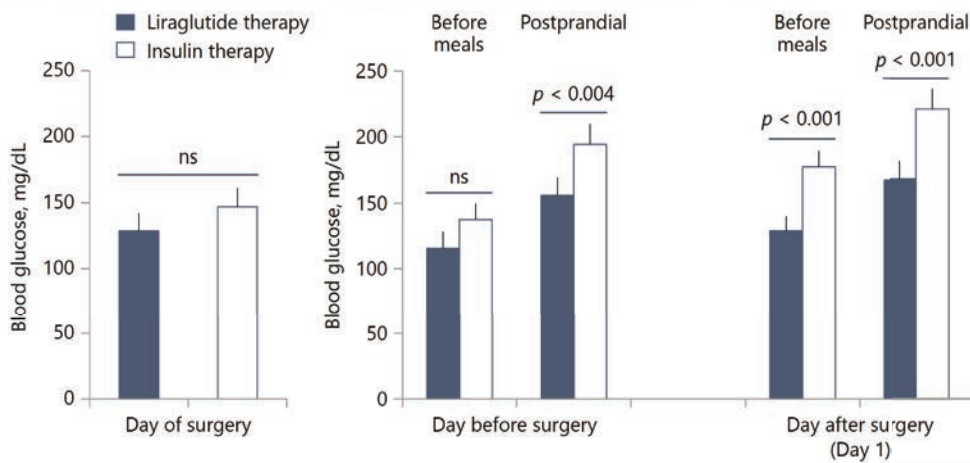 Liraglutide therapy
Insulin therapy
Blood glucose, mg/dL
250
200
150
100
50
0
ns
Day of surgery
Before meals
Postprandial
Before meals
Postprandial
Blood glucose, mg/dL
250
200
150
100
50
0
ns
p < 0.004
p < 0.001
p < 0.001
Day before surgery
Day after surgery
(Day 1)